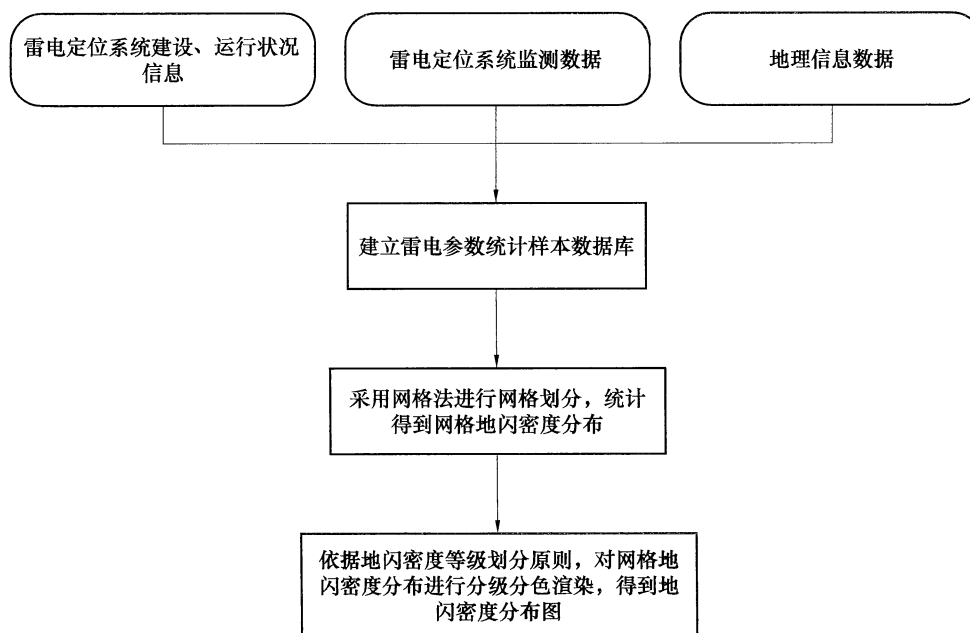 雷电定位系统建设、运行状况
信息
雷电定位系统监测数据
地理信息数据
建立雷电参数统计样本数据库
采用网格法进行网格划分，统计
得到网格地闪密度分布
依据地闪密度等级划分原则，对网格地
闪密度分布进行分级分色渲染，得到地
闪密度分布图